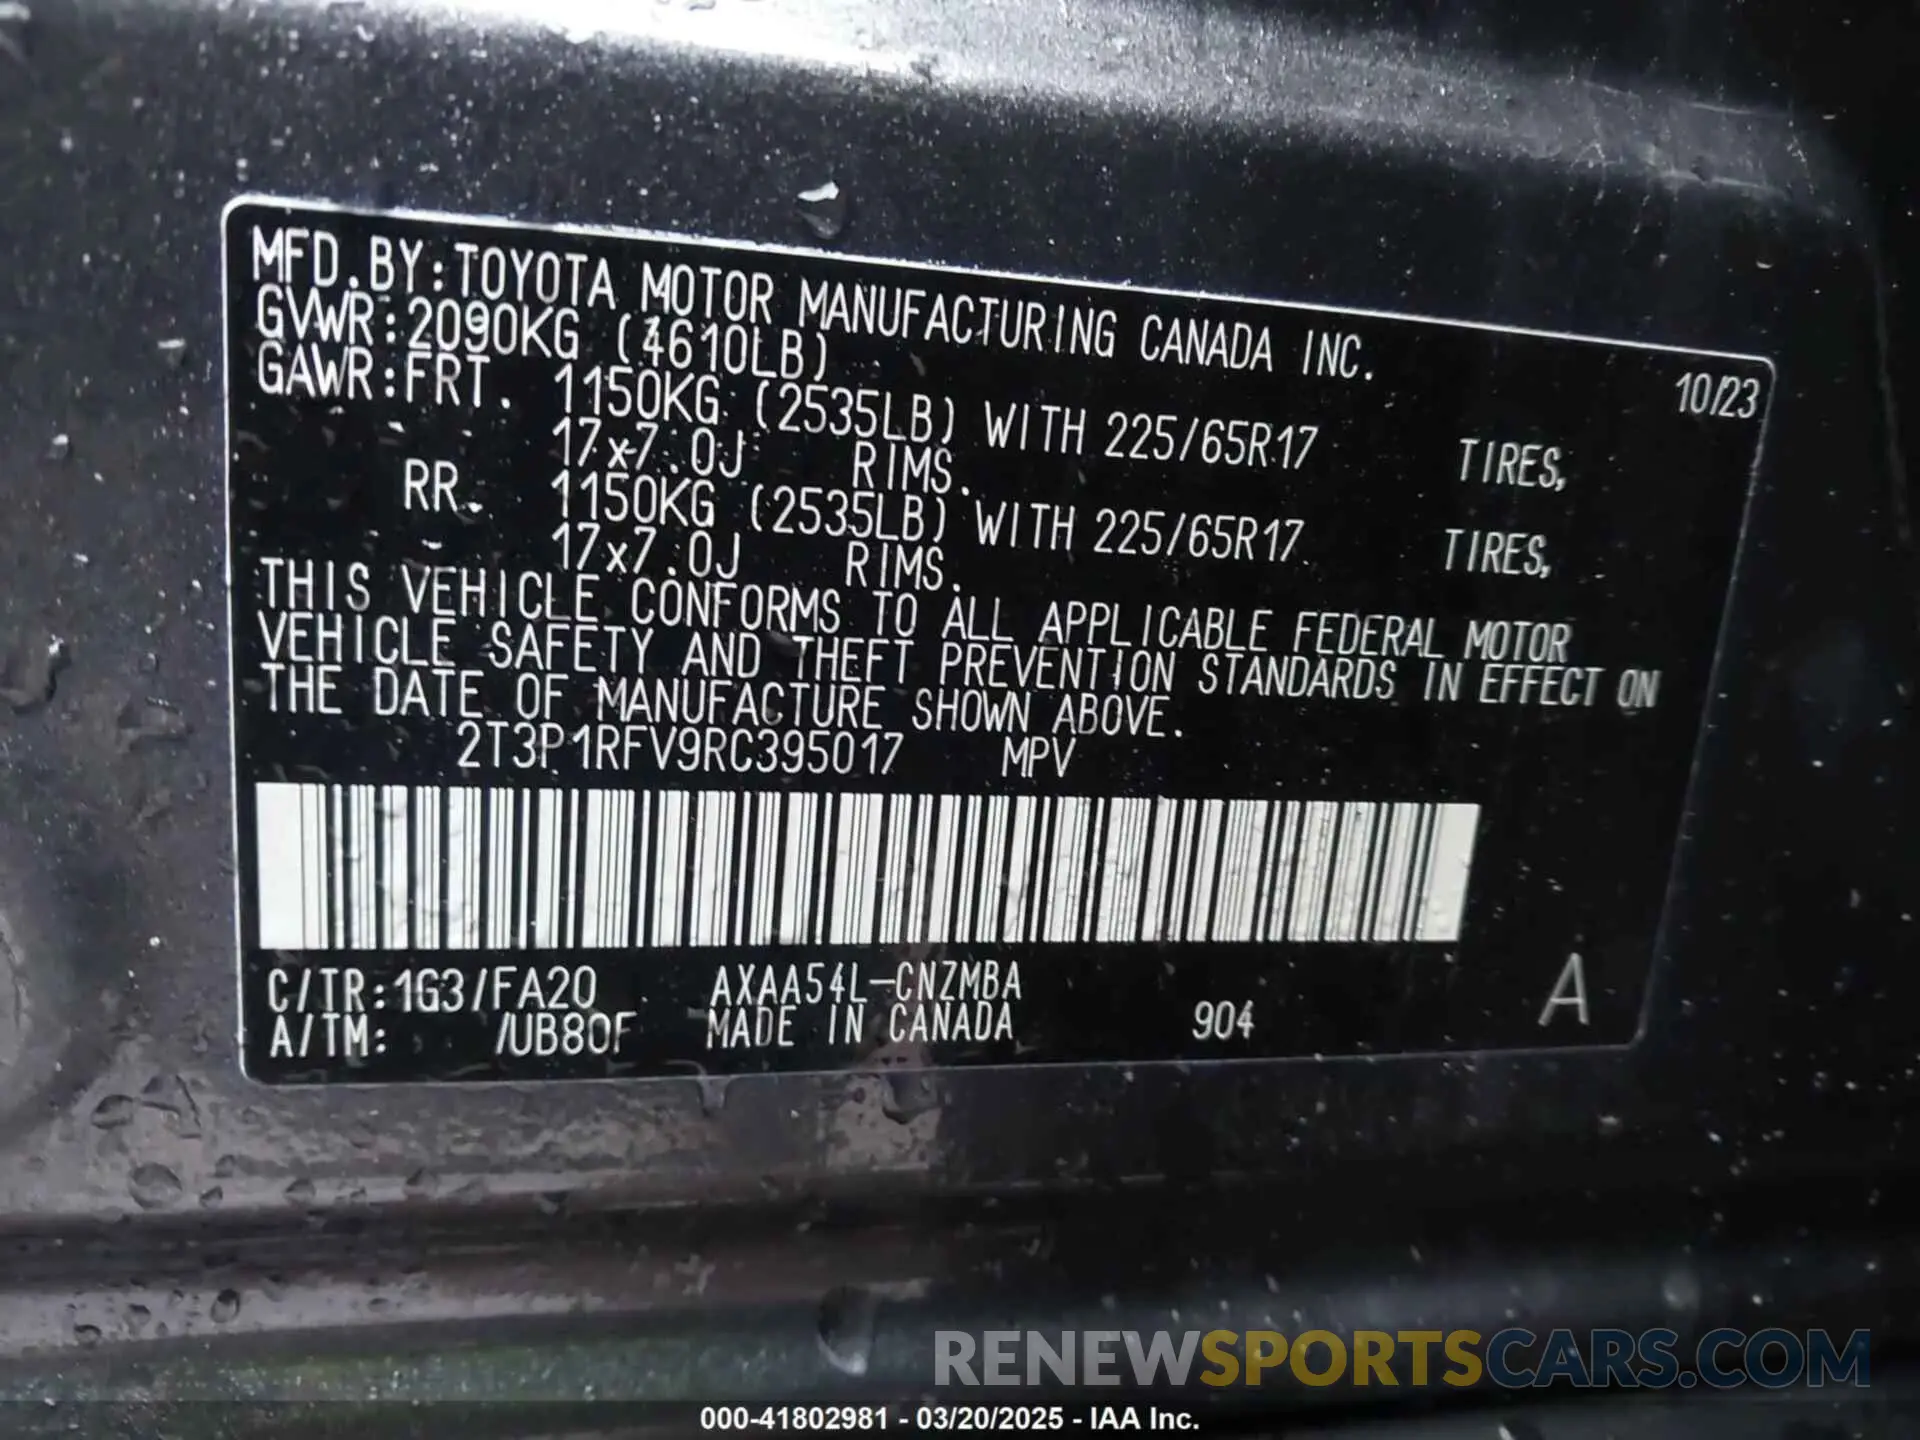 MFD.BY:TOYOTA MOTOR MANUFACTURING CANADA INC.
GVWR:2090KG (4610LB) 10/23
GAWR:FRT. 1150KG (2535LB) WITH 225/65R17 TIRES,
17x7.0J RIMS.
RR. 1150KG (2535LB) WITH 225/65R17 TIRES,
17x7.0J RIMS.
THIS VEHICLE CONFORMS TO ALL APPLICABLE FEDERAL MOTOR
VEHICLE SAFETY AND THEFT PREVENTION STANDARDS IN EFFECT ON
THE DATE OF MANUFACTURE SHOWN ABOVE.
2T3P1RFV9RC395017 MPV
C/TR:1G3/FA20 AXAA54L-CNZMBA
A/TM: /UB80F MADE IN CANADA 904 A
RENEWSPORTSCARS.COM
000-41802981 - 03/20/2025 - IAA Inc.